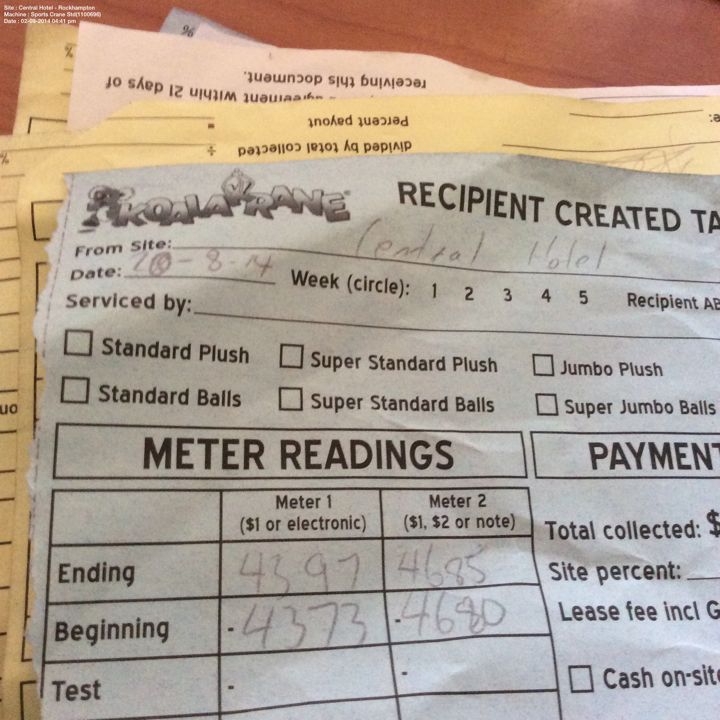 Site : Central Hotel - Rockhampton
Machine : Sports Crane Std(1100696)
Date : 02-09-2014 04:41 pm
%
%
receiving this document.
agreement within 21 days of
Percent payout =
divided by total collected ÷
%
KOALA KRANE
RECIPIENT CREATED TA
From Site: Central Hotel
Date: -8-14
Week (circle): 1 2 3 4 5
Recipient AB
Serviced by:
Standard Plush
Super Standard Plush
Jumbo Plush
Standard Balls
Super Standard Balls
Super Jumbo Balls
METER READINGS
PAYMENT
Meter 1
($1 or electronic)
Meter 2
($1, $2 or note)
Total collected: $
Ending 4397 4685
Site percent:
Beginning -4373 -4680
Lease fee incl G
Test - -
Cash on-site